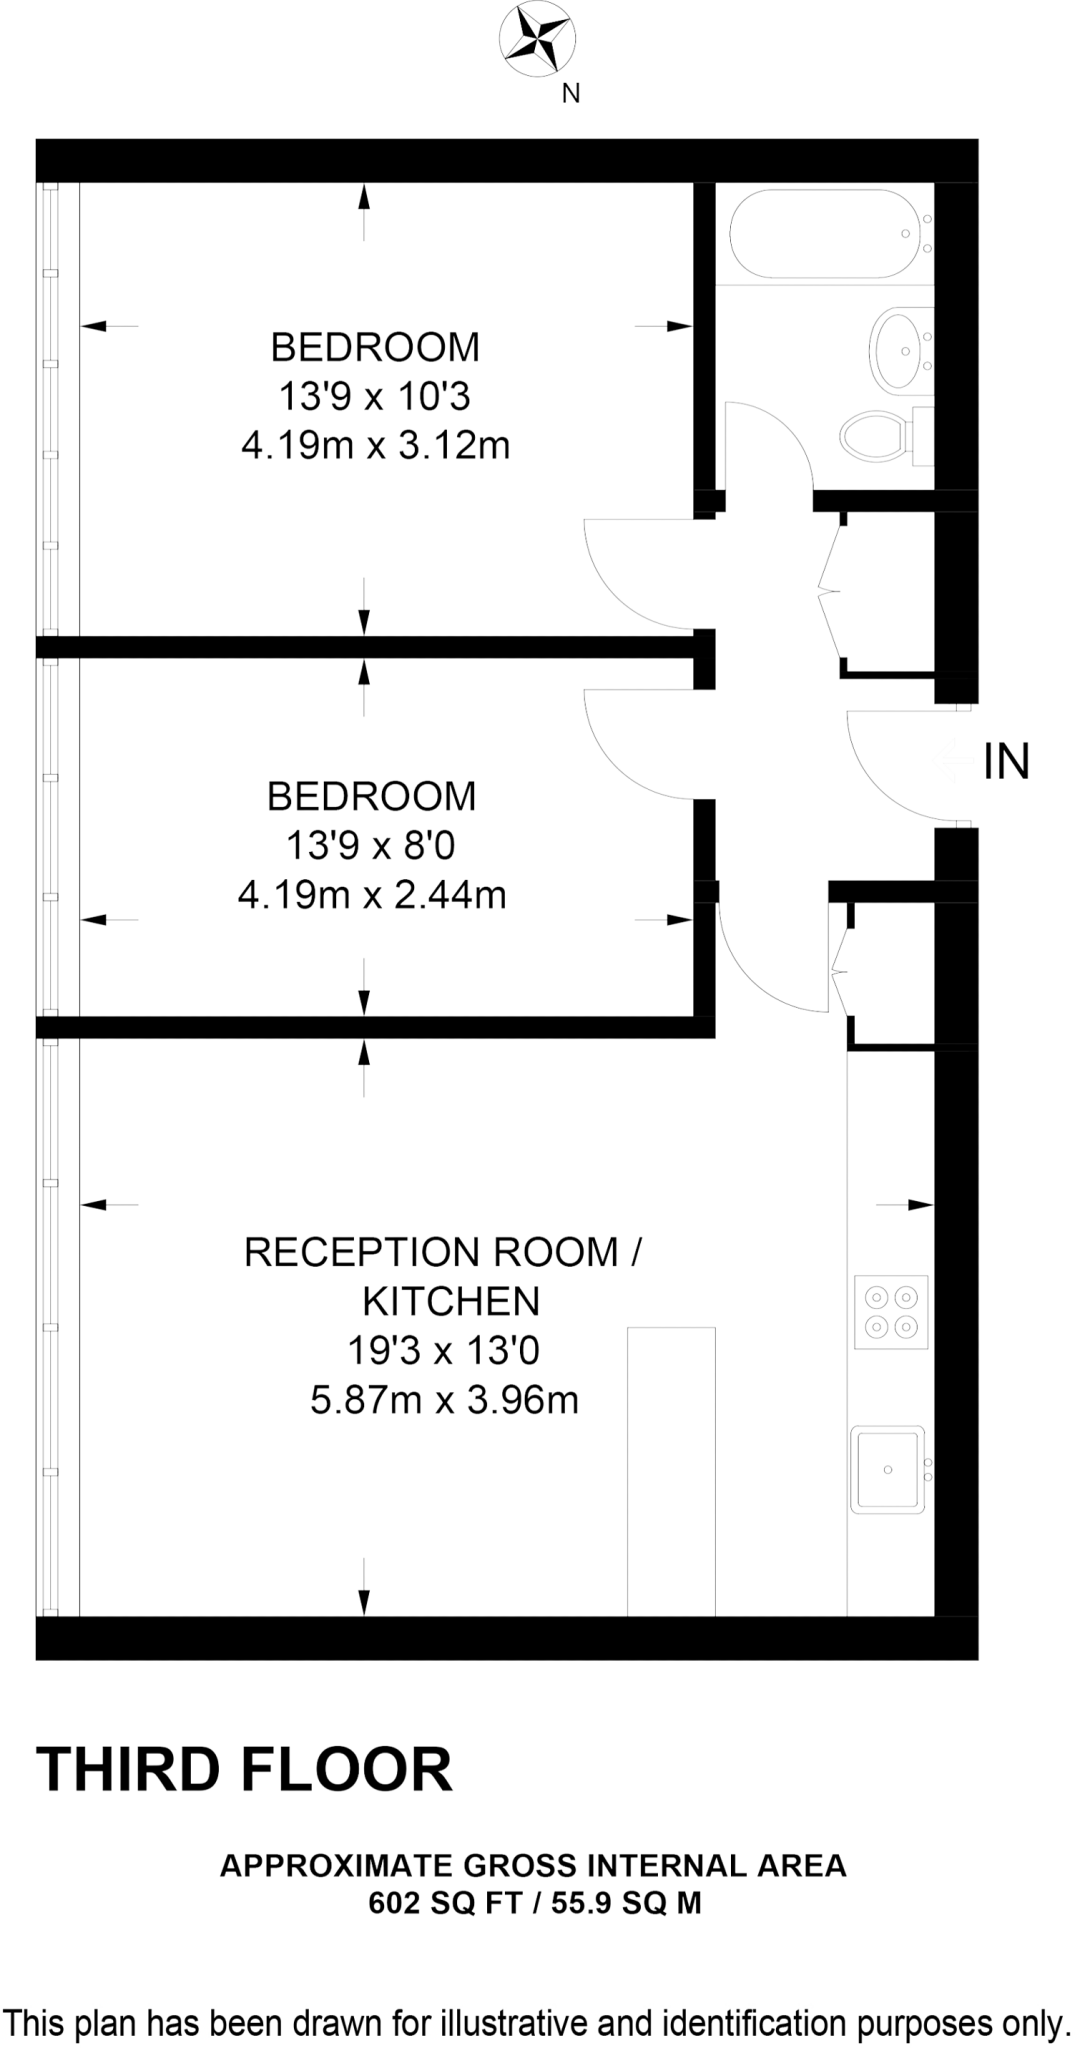 N
BEDROOM
13'9 x 10'3
4.19m x 3.12m
IN
BEDROOM
13'9 x 8'0
4.19m x 2.44m
RECEPTION ROOM /
KITCHEN
19'3 x 13'0
5.87m x 3.96m
THIRD FLOOR
APPROXIMATE GROSS INTERNAL AREA
602 SQ FT / 55.9 SQ M
This plan has been drawn for illustrative and identification purposes only.